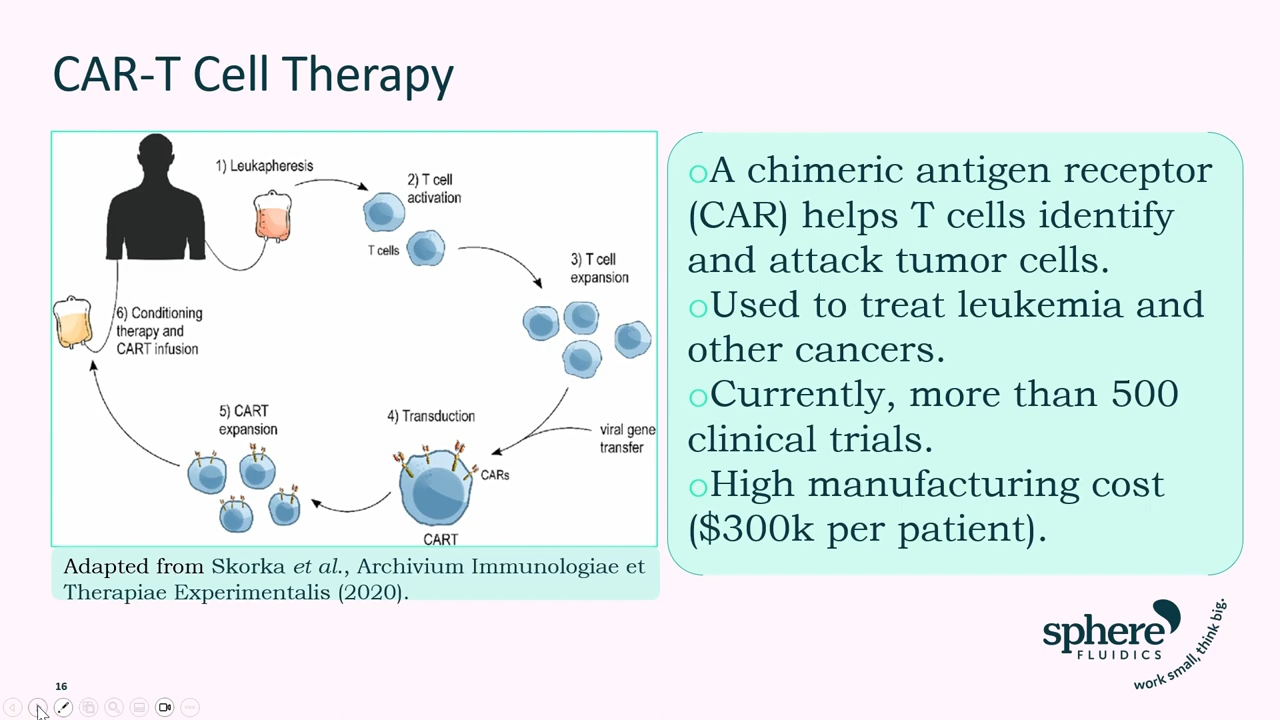 CAR-T Cell Therapy
1) Leukapheresis
2) T cell
activation
T cells
3) T cell
expansion
viral gene
transfer
4) Transduction
CARs
CART
5) CART
expansion
6) Conditioning
therapy and
CART infusion
Adapted from Skorka et al., Archivium Immunologiae et
Therapiae Experimentalis (2020).
oA chimeric antigen receptor
(CAR) helps T cells identify
and attack tumor cells.
oUsed to treat leukemia and
other cancers.
oCurrently, more than 500
clinical trials.
oHigh manufacturing cost
($300k per patient).
sphere
FLUIDICS
work small, think big.
16